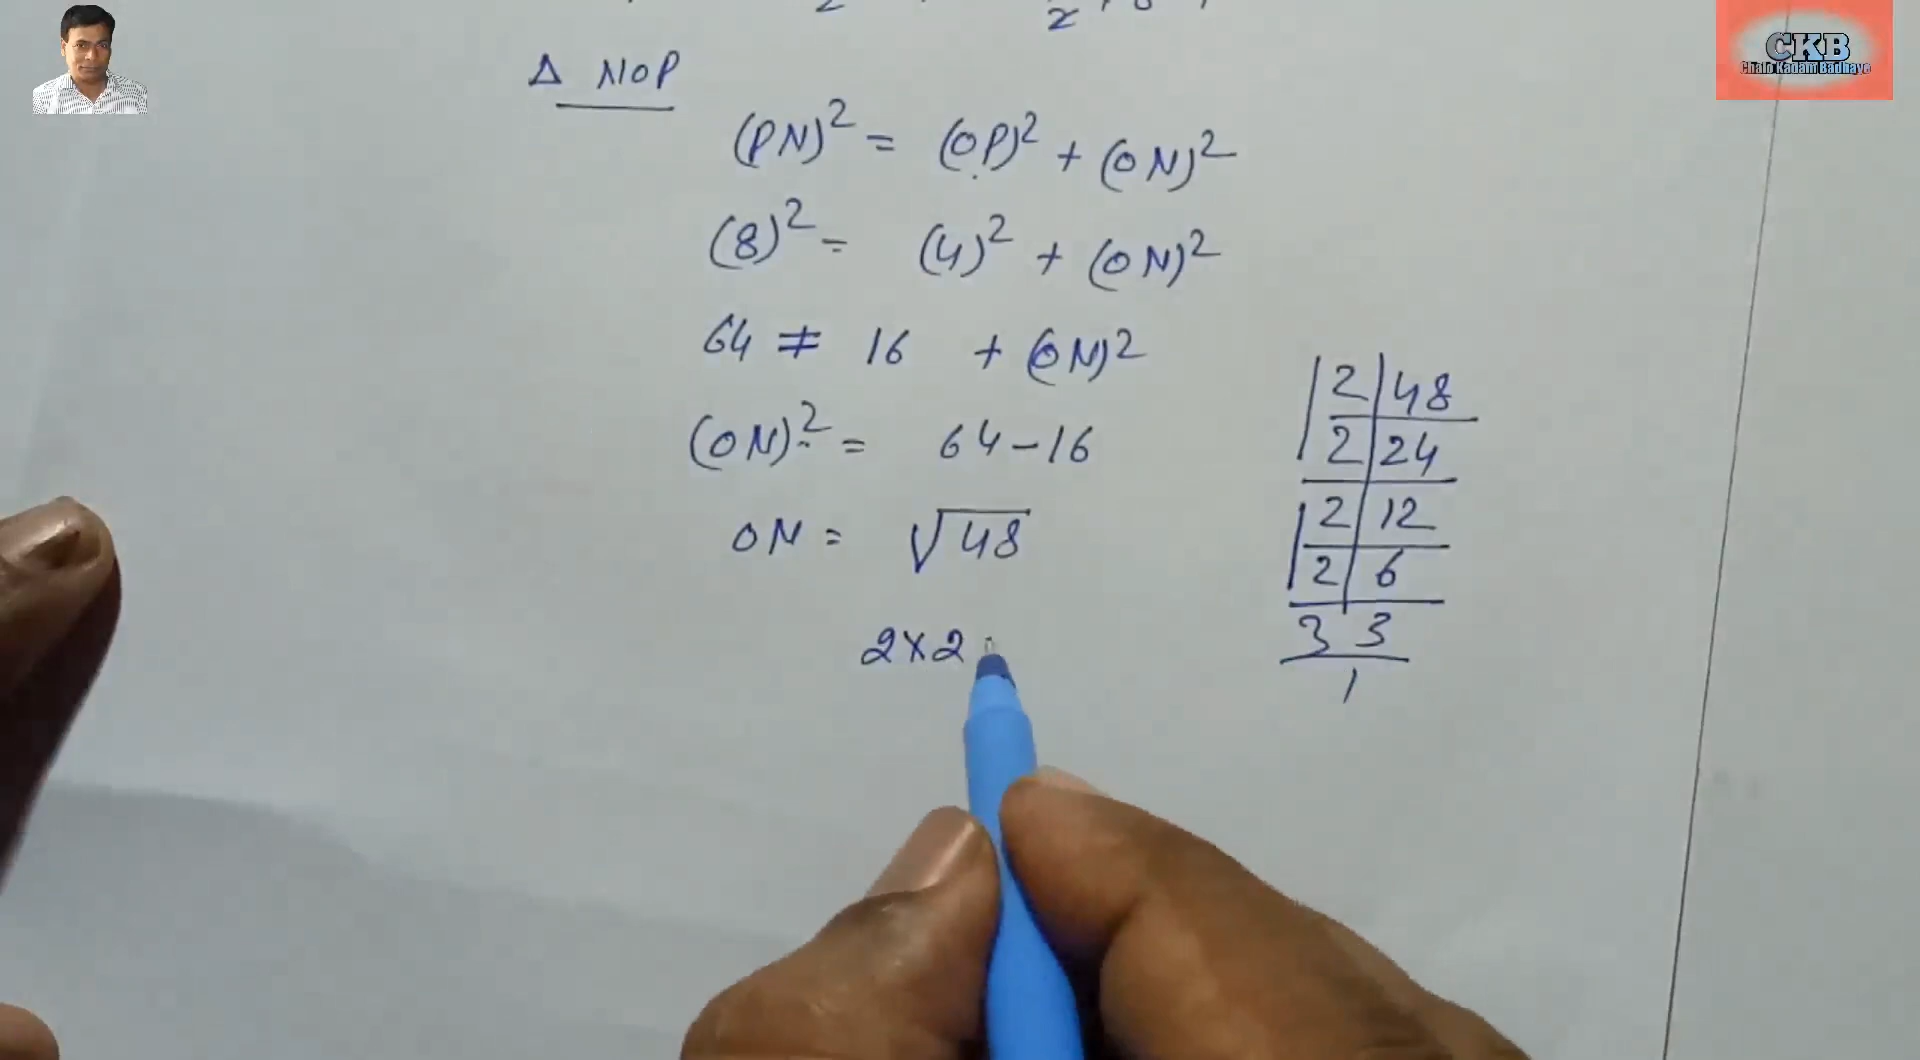 Δ NOP
(PN)² = (OP)² + (ON)²
(8)² = (4)² + (ON)²
64 ≠ 16 + (ON)²
(ON)² = 64 - 16
ON = √48
2×2
2 48
2 24
2 12
2 6
3 3
1
CKB
Chalo Kadam Badhaye